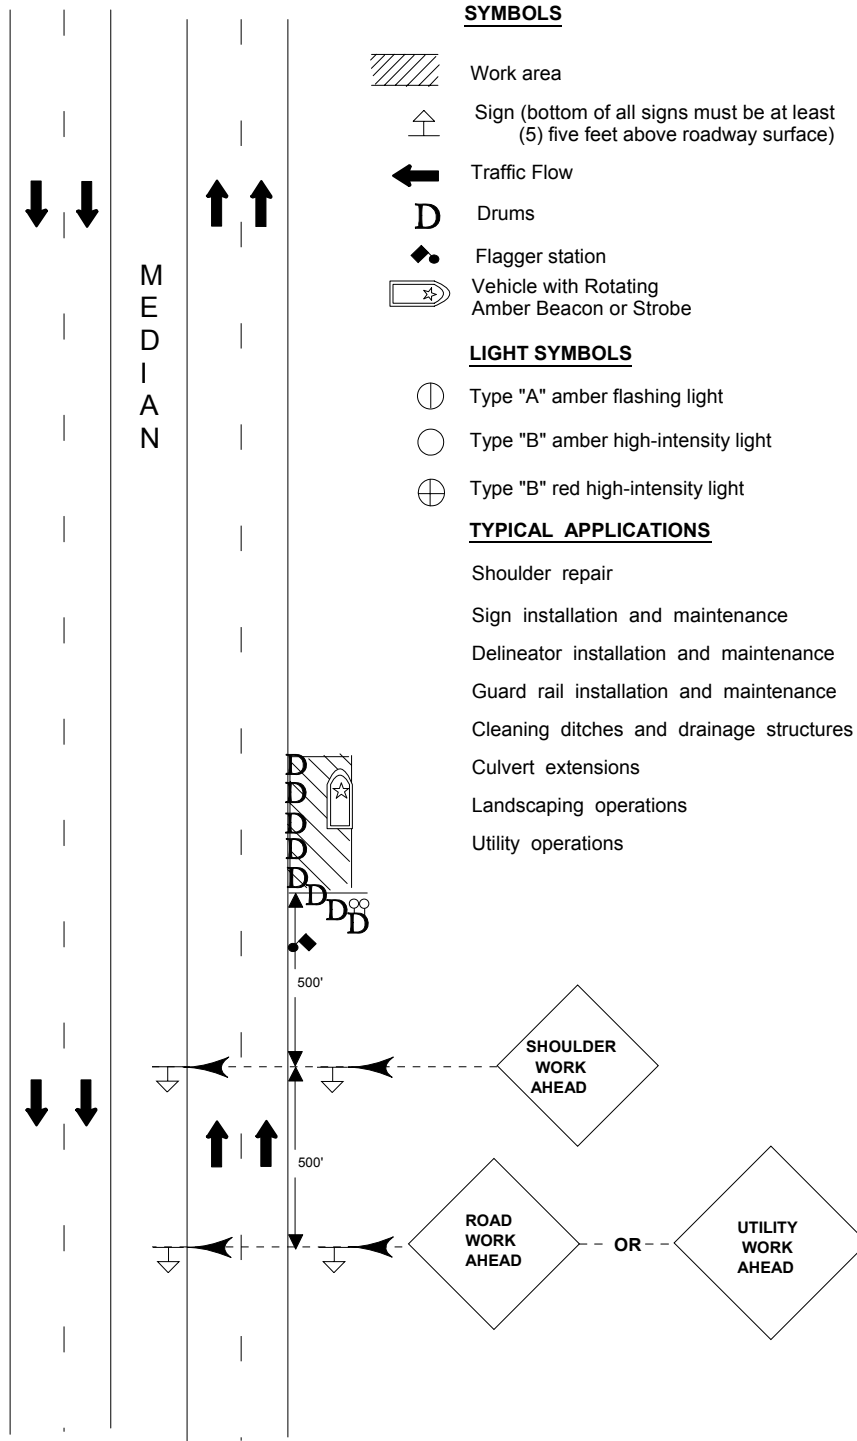 SYMBOLS
Work area
Sign (bottom of all signs must be at least
(5) five feet above roadway surface)
Traffic Flow
D
Drums
Flagger station
Vehicle with Rotating
Amber Beacon or Strobe
LIGHT SYMBOLS
Type "A" amber flashing light
Type "B" amber high-intensity light
Type "B" red high-intensity light
TYPICAL APPLICATIONS
Shoulder repair
Sign installation and maintenance
Delineator installation and maintenance
Guard rail installation and maintenance
Cleaning ditches and drainage structures
Culvert extensions
Landscaping operations
Utility operations
M
E
D
I
A
N
D
D
D
D
D
D
D
D
500'
SHOULDER
WORK
AHEAD
500'
ROAD
WORK
AHEAD
OR
UTILITY
WORK
AHEAD